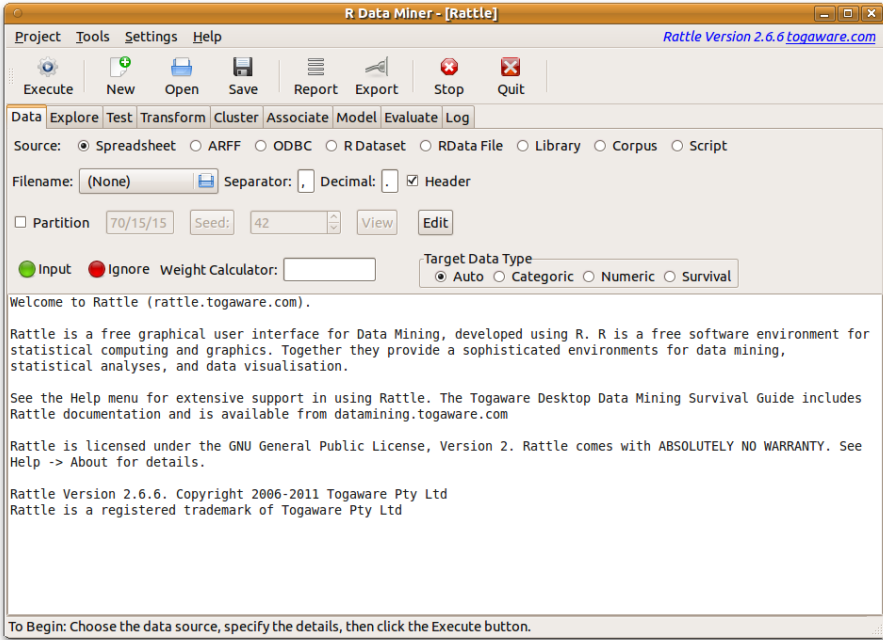 R Data Miner - [Rattle]
Project Tools Settings Help Rattle Version 2.6.6 togaware.com
Execute New Open Save Report Export Stop Quit
Data Explore Test Transform Cluster Associate Model Evaluate Log
Source: Spreadsheet ARFF ODBC R Dataset RData File Library Corpus Script
Filename: (None) Separator: , Decimal: . Header
Partition 70/15/15 Seed: 42 View Edit
Target Data Type
Input Ignore Weight Calculator: Auto Categoric Numeric Survival
Welcome to Rattle (rattle.togaware.com).
Rattle is a free graphical user interface for Data Mining, developed using R. R is a free software environment for
statistical computing and graphics. Together they provide a sophisticated environments for data mining,
statistical analyses, and data visualisation.
See the Help menu for extensive support in using Rattle. The Togaware Desktop Data Mining Survival Guide includes
Rattle documentation and is available from datamining.togaware.com
Rattle is licensed under the GNU General Public License, Version 2. Rattle comes with ABSOLUTELY NO WARRANTY. See
Help -> About for details.
Rattle Version 2.6.6. Copyright 2006-2011 Togaware Pty Ltd
Rattle is a registered trademark of Togaware Pty Ltd
To Begin: Choose the data source, specify the details, then click the Execute button.